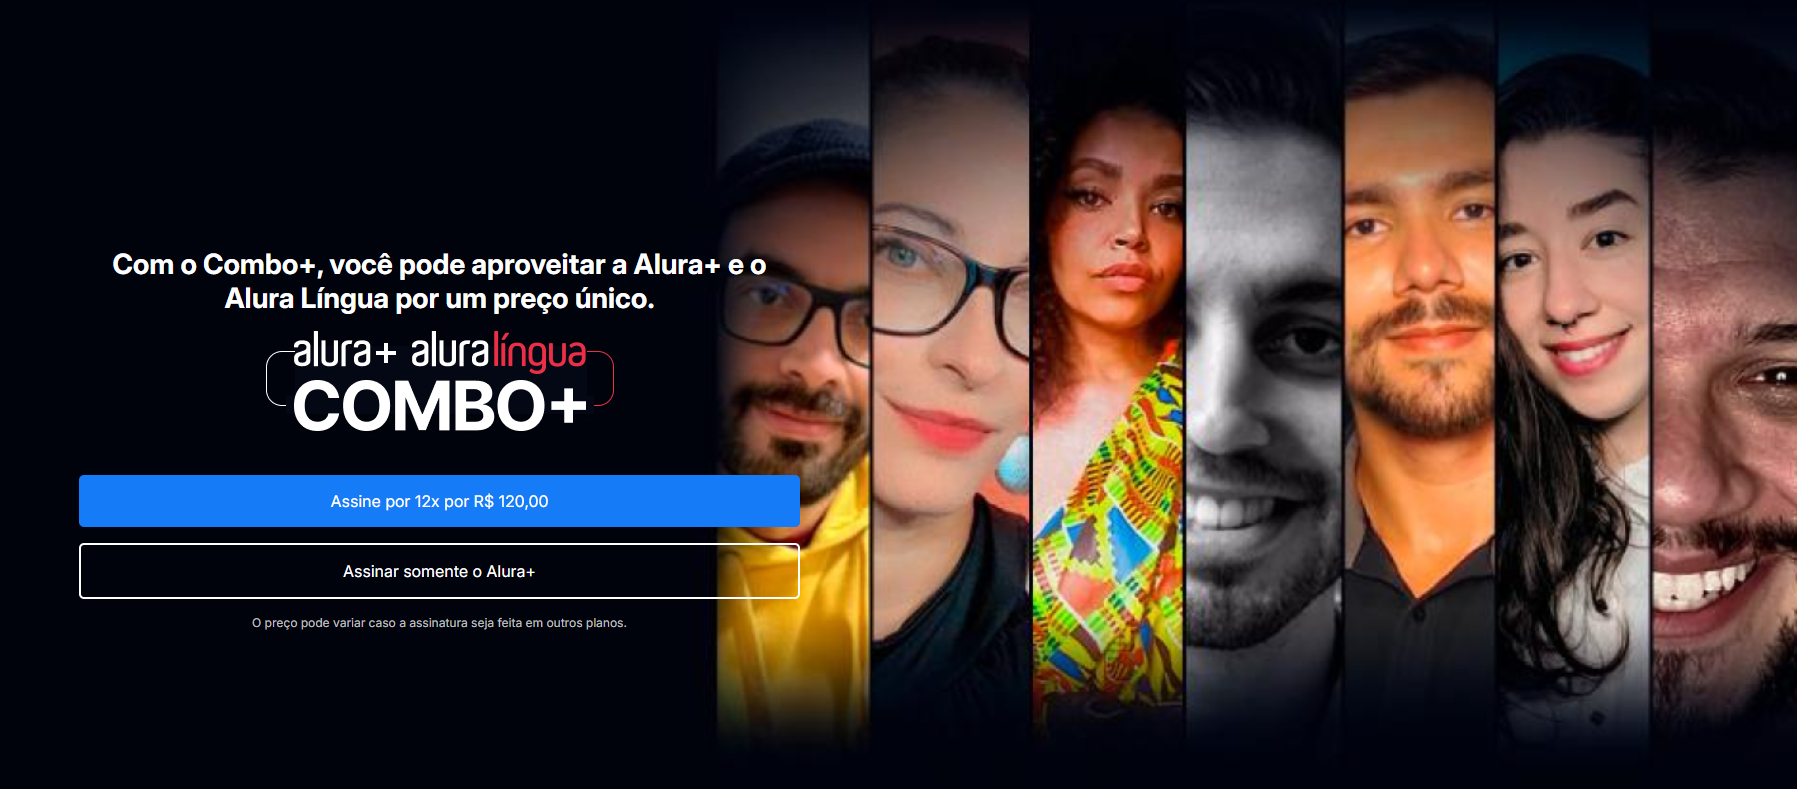 Com o Combo+, você pode aproveitar a Alura+ e o
Alura Língua por um preço único.
alura+ aluralíngua
COMBO+
Assine por 12x por R$ 120,00
Assinar somente o Alura+
O preço pode variar caso a assinatura seja feita em outros planos.